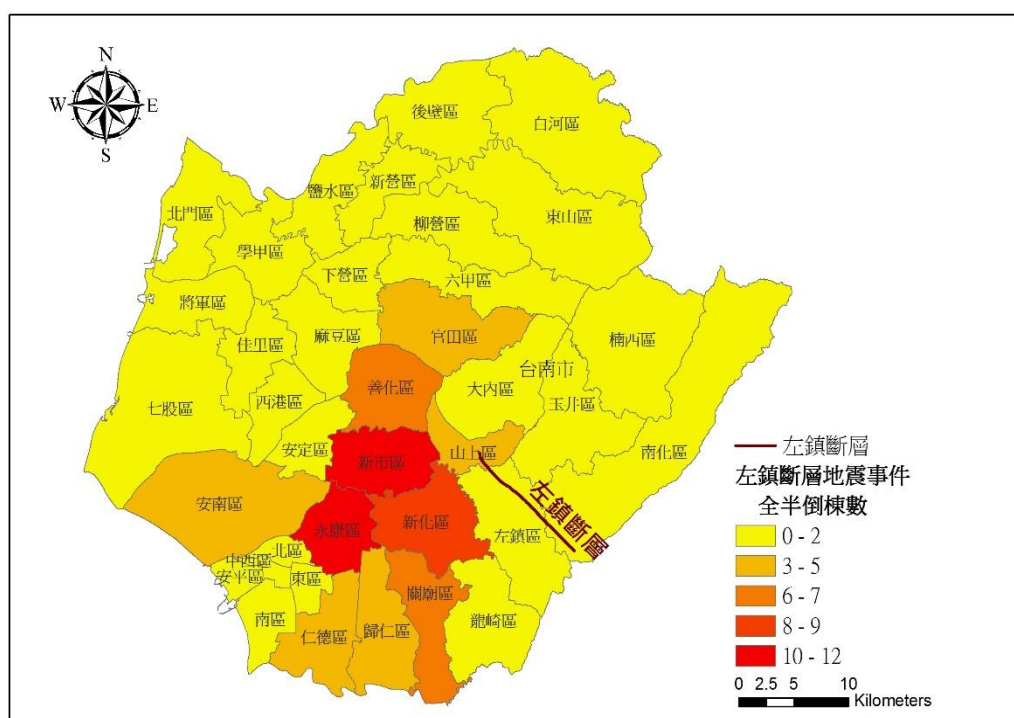 N
W E
S
後壁區
白河區
新營區
鹽水區
北門區
東山區
柳營區
學甲區
下營區
六甲區
將軍區
麻豆區
官田區
佳里區
楠西區
台南市
善化區
大內區
西港區
七股區
玉井區
安定區
山上區
南化區
新市區
左鎮斷層
安南區
新化區
永康區
左鎮斷層
左鎮區
北區
中西區
安平區
東區
關廟區
南區
歸仁區
龍崎區
仁德區
左鎮斷層地震事件
全半倒棟數
0 - 2
3 - 5
6 - 7
8 - 9
10 - 12
0 2.5 5 10
Kilometers